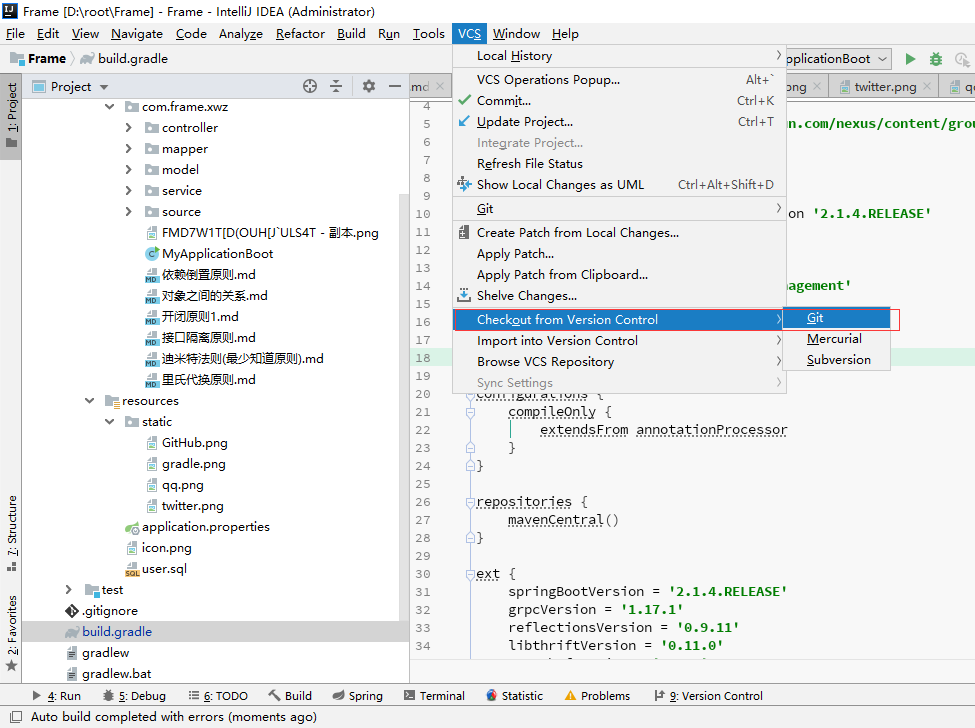 Frame [D:\root\Frame] - Frame - IntelliJ IDEA (Administrator)
File Edit View Navigate Code Analyze Refactor Build Run Tools VCS Window Help
Frame build.gradle
pplicationBoot
1: Project
7: Structure
2: Favorites
Project
com.frame.xwz
controller
mapper
model
service
source
FMD7W1T[D(OUH[J`ULS4T - 副本.png
MyApplicationBoot
依赖倒置原则.md
对象之间的关系.md
开闭原则1.md
接口隔离原则.md
迪米特法则(最少知道原则).md
里氏代换原则.md
resources
static
GitHub.png
gradle.png
qq.png
twitter.png
application.properties
icon.png
user.sql
test
.gitignore
build.gradle
gradlew
gradlew.bat
Local History
VCS Operations Popup... Alt+`
Commit... Ctrl+K
Update Project... Ctrl+T
Integrate Project...
Refresh File Status
Show Local Changes as UML Ctrl+Alt+Shift+D
Git
Create Patch from Local Changes...
Apply Patch...
Apply Patch from Clipboard...
Shelve Changes...
Checkout from Version Control
Import into Version Control
Browse VCS Repository
Sync Settings
Git
Mercurial
Subversion
.md
ng
twitter.png
qq
4
5 un.com/nexus/content/grou
6
7
8
9
10 on '2.1.4.RELEASE'
11
12
13
14 agement'
15
16
17
18
19
20 configurations {
21 compileOnly {
22 extendsFrom annotationProcessor
23 }
24 }
25
26 repositories {
27 mavenCentral()
28 }
29
30 ext {
31 springBootVersion = '2.1.4.RELEASE'
32 grpcVersion = '1.17.1'
33 reflectionsVersion = '0.9.11'
34 libthriftVersion = '0.11.0'
4: Run 5: Debug 6: TODO Build Spring Terminal Statistic Problems 9: Version Control
Auto build completed with errors (moments ago)